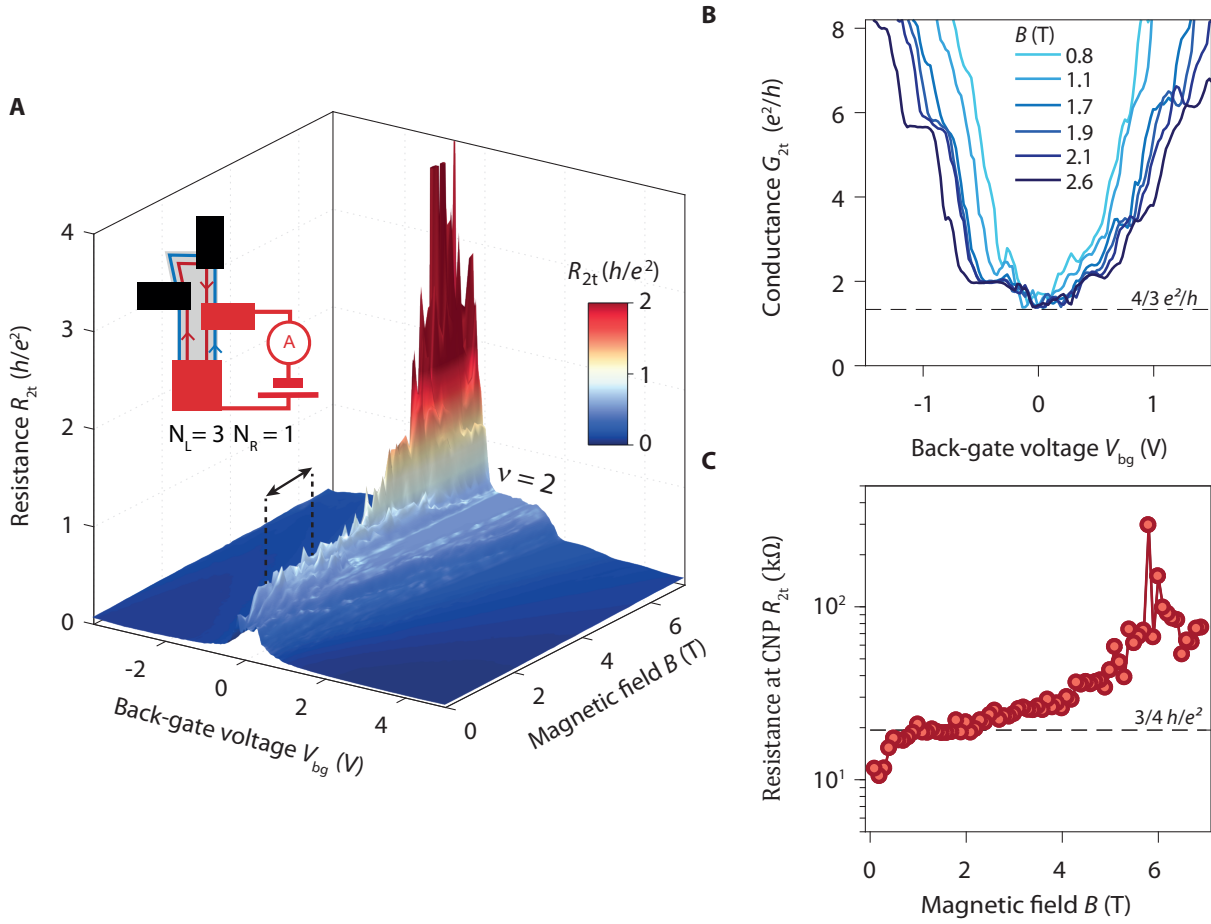 A
Resistance R2t (h/e²)
4
3
2
1
0
A
NL = 3 NR = 1
R2t (h/e²)
2
1
0
ν = 2
-2
0
2
4
Back-gate voltage Vbg (V)
0
2
4
6
Magnetic field B (T)
B
Conductance G2t (e²/h)
8
6
4
2
0
B (T)
0.8
1.1
1.7
1.9
2.1
2.6
4/3 e²/h
-1
0
1
Back-gate voltage Vbg (V)
C
Resistance at CNP R2t (kΩ)
10²
10¹
3/4 h/e²
0
2
4
6
Magnetic field B (T)